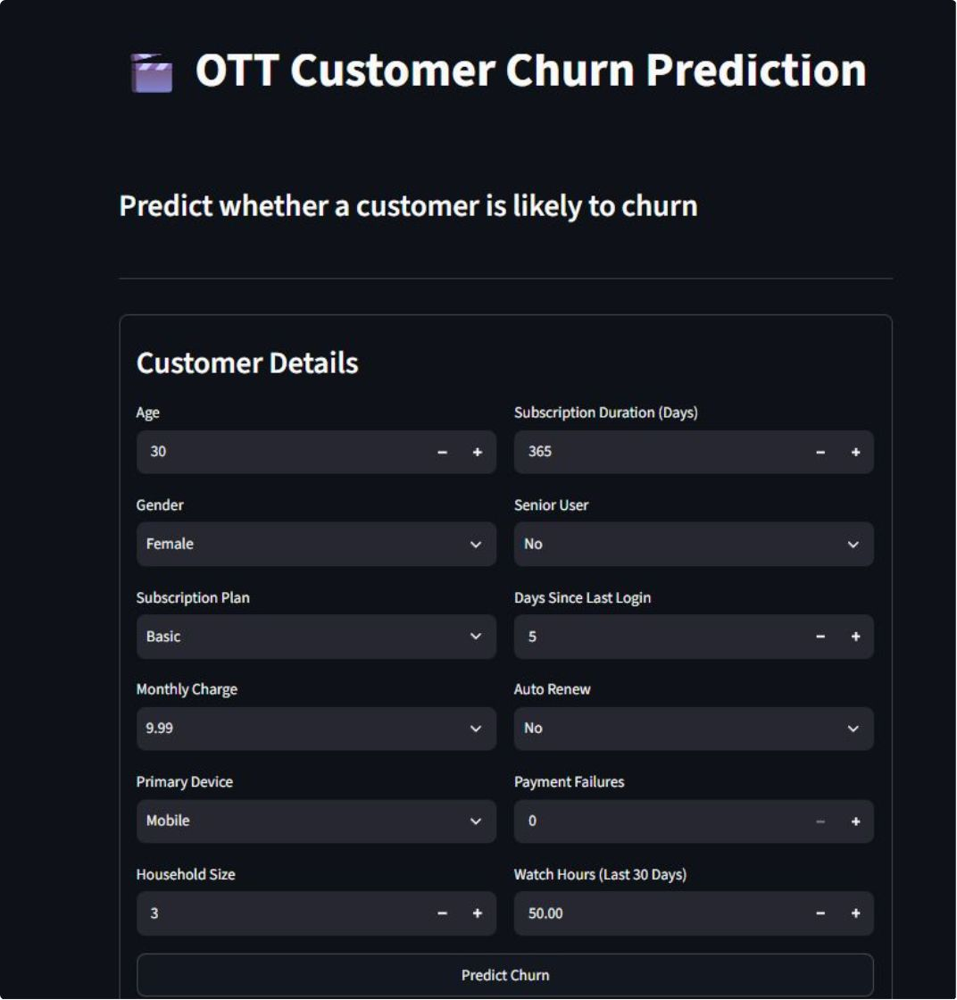 OTT Customer Churn Prediction
Predict whether a customer is likely to churn
Customer Details
Age
30
Subscription Duration (Days)
365
Gender
Female
Senior User
No
Subscription Plan
Basic
Days Since Last Login
5
Monthly Charge
9.99
Auto Renew
No
Primary Device
Mobile
Payment Failures
0
Household Size
3
Watch Hours (Last 30 Days)
50.00
Predict Churn